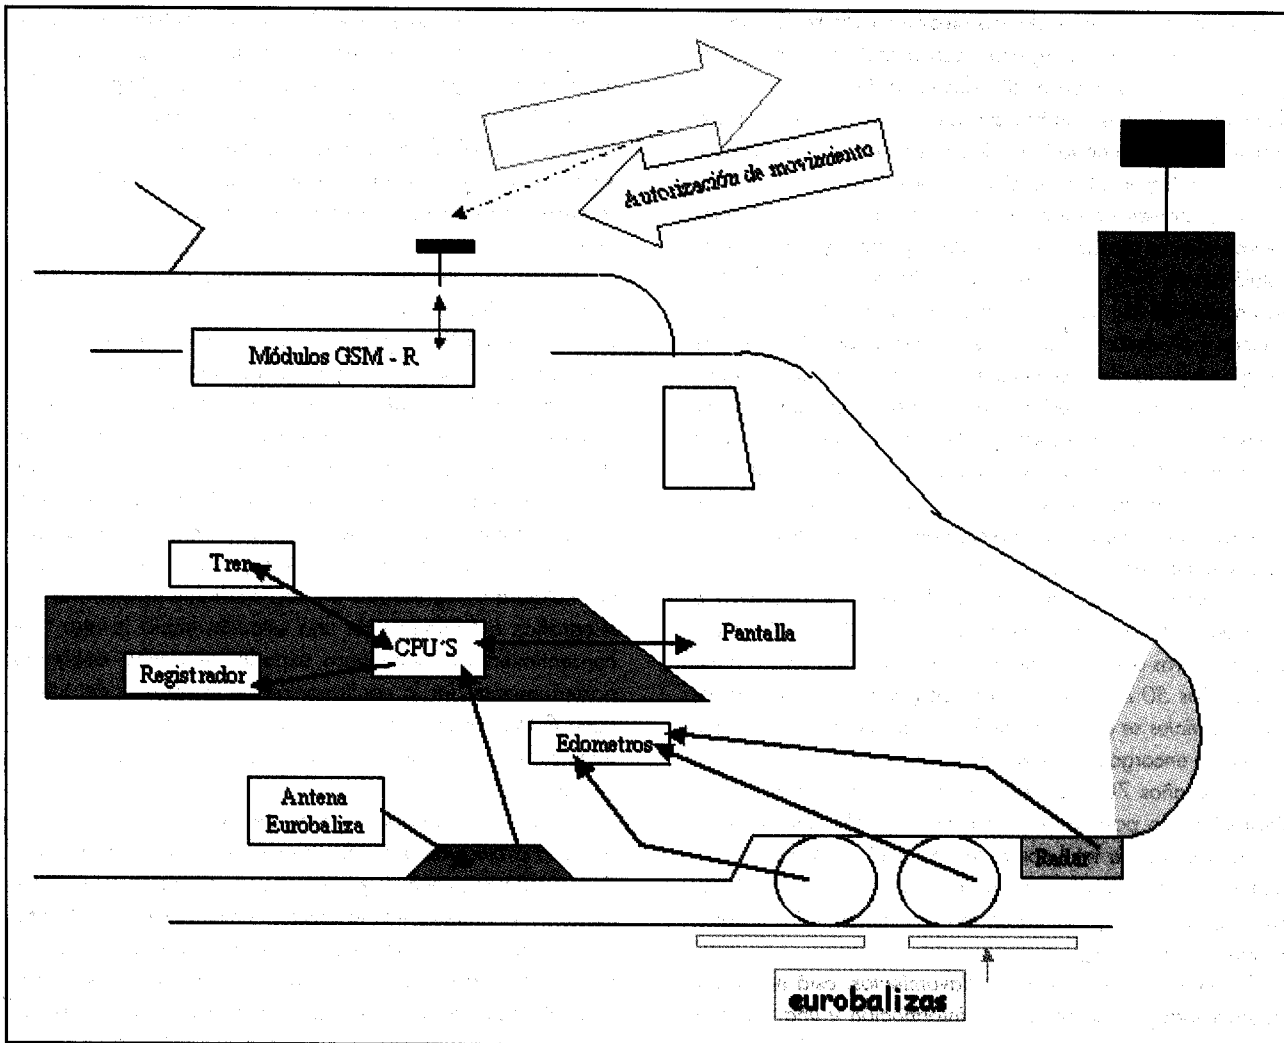 Autorización de movimiento
Módulos GSM - R
Tren
CPU´S
Pantalla
Registrador
Edometros
Antena
Eurobaliza
Radar
eurobalizas